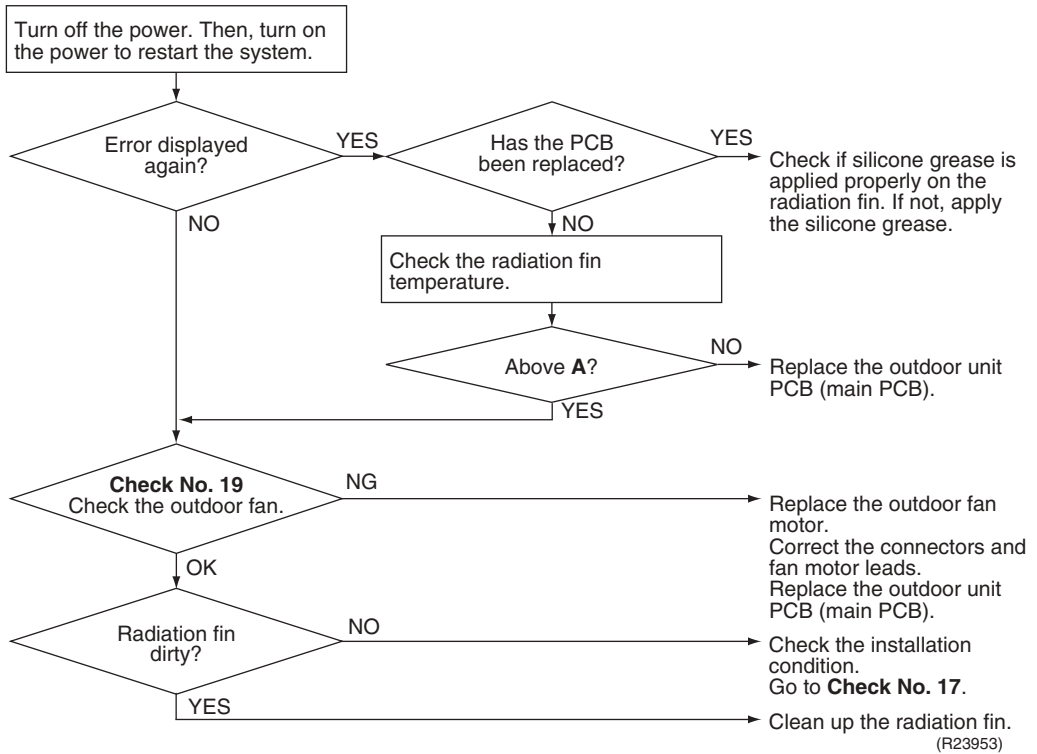 Turn off the power. Then, turn on
the power to restart the system.
Error displayed
again?
YES
NO
Has the PCB
been replaced?
YES
NO
Check if silicone grease is
applied properly on the
radiation fin. If not, apply
the silicone grease.
Check the radiation fin
temperature.
Above A?
NO
YES
Replace the outdoor unit
PCB (main PCB).
Check No. 19
Check the outdoor fan.
NG
OK
Replace the outdoor fan
motor.
Correct the connectors and
fan motor leads.
Replace the outdoor unit
PCB (main PCB).
Radiation fin
dirty?
NO
YES
Check the installation
condition.
Go to Check No. 17.
Clean up the radiation fin.
(R23953)